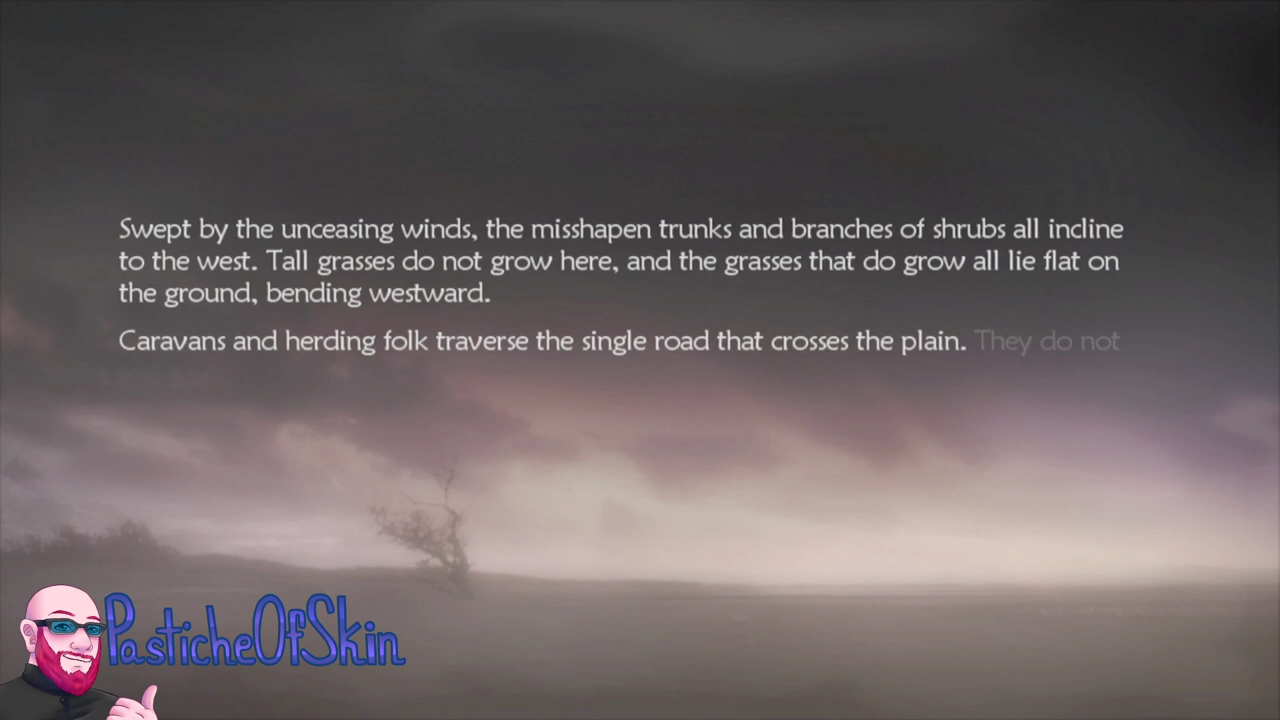 Swept by the unceasing winds, the misshapen trunks and branches of shrubs all incline
to the west. Tall grasses do not grow here, and the grasses that do grow all lie flat on
the ground, bending westward.
Caravans and herding folk traverse the single road that crosses the plain. They do not
PasticheOfSkin